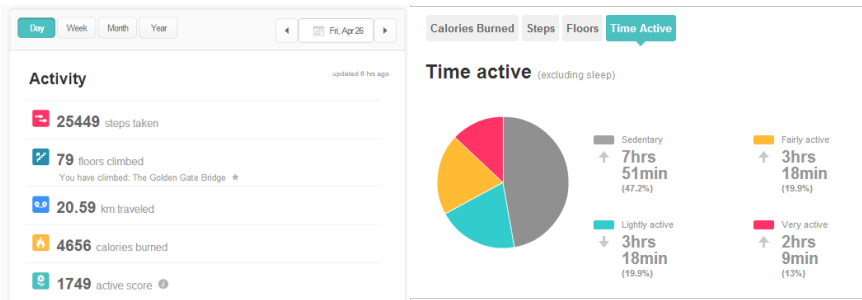 Day Week Month Year
Fri, Apr 26
Activity
updated 6 hrs ago
25449 steps taken
79 floors climbed
You have climbed: The Golden Gate Bridge
20.59 km traveled
4656 calories burned
1749 active score
Calories Burned Steps Floors Time Active
Time active (excluding sleep)
Sedentary
7hrs
51min
(47.2%)
Fairly active
3hrs
18min
(19.9%)
Lightly active
3hrs
18min
(19.9%)
Very active
2hrs
9min
(13%)